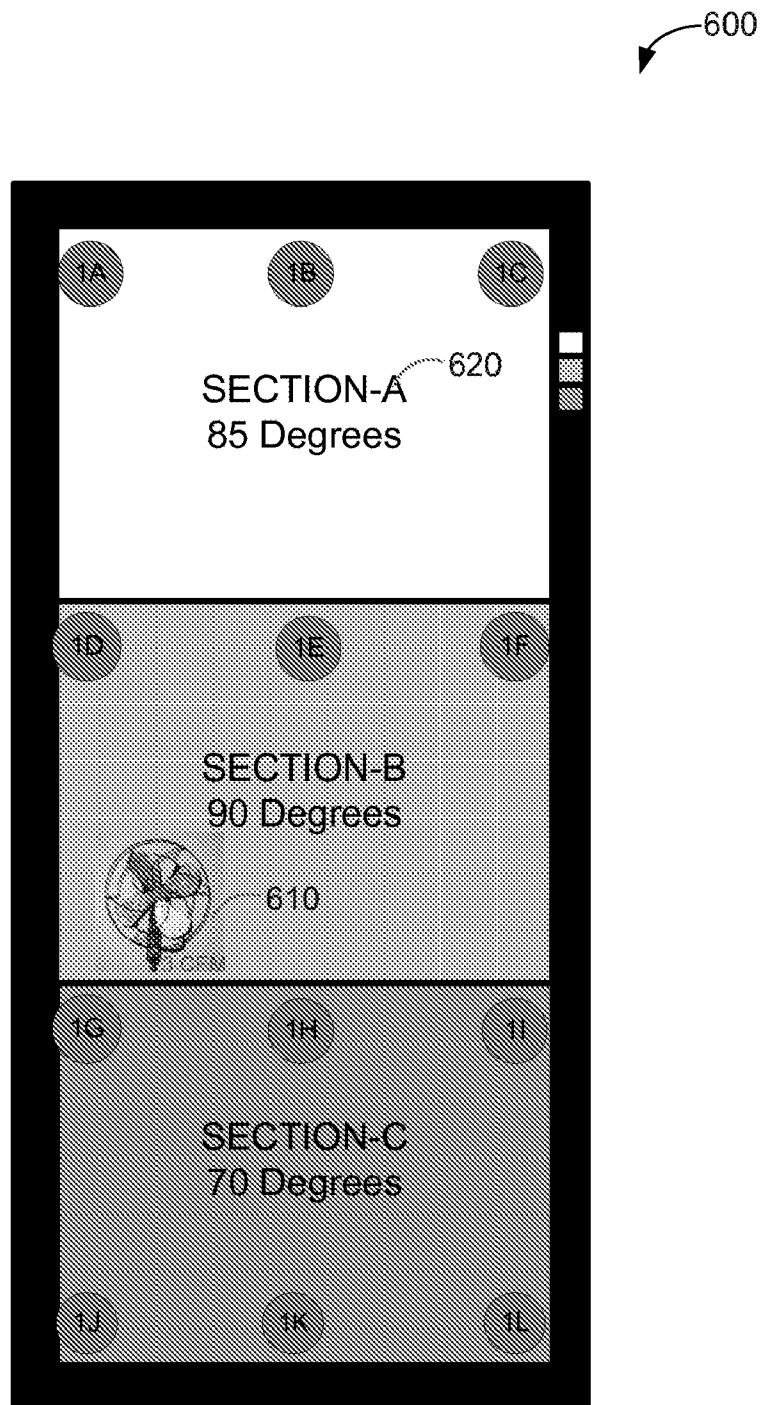 600
1A 1B 1C
620
SECTION-A
85 Degrees
1D 1E 1F
SECTION-B
90 Degrees
610
1G 1H 1I
SECTION-C
70 Degrees
1J 1K 1L